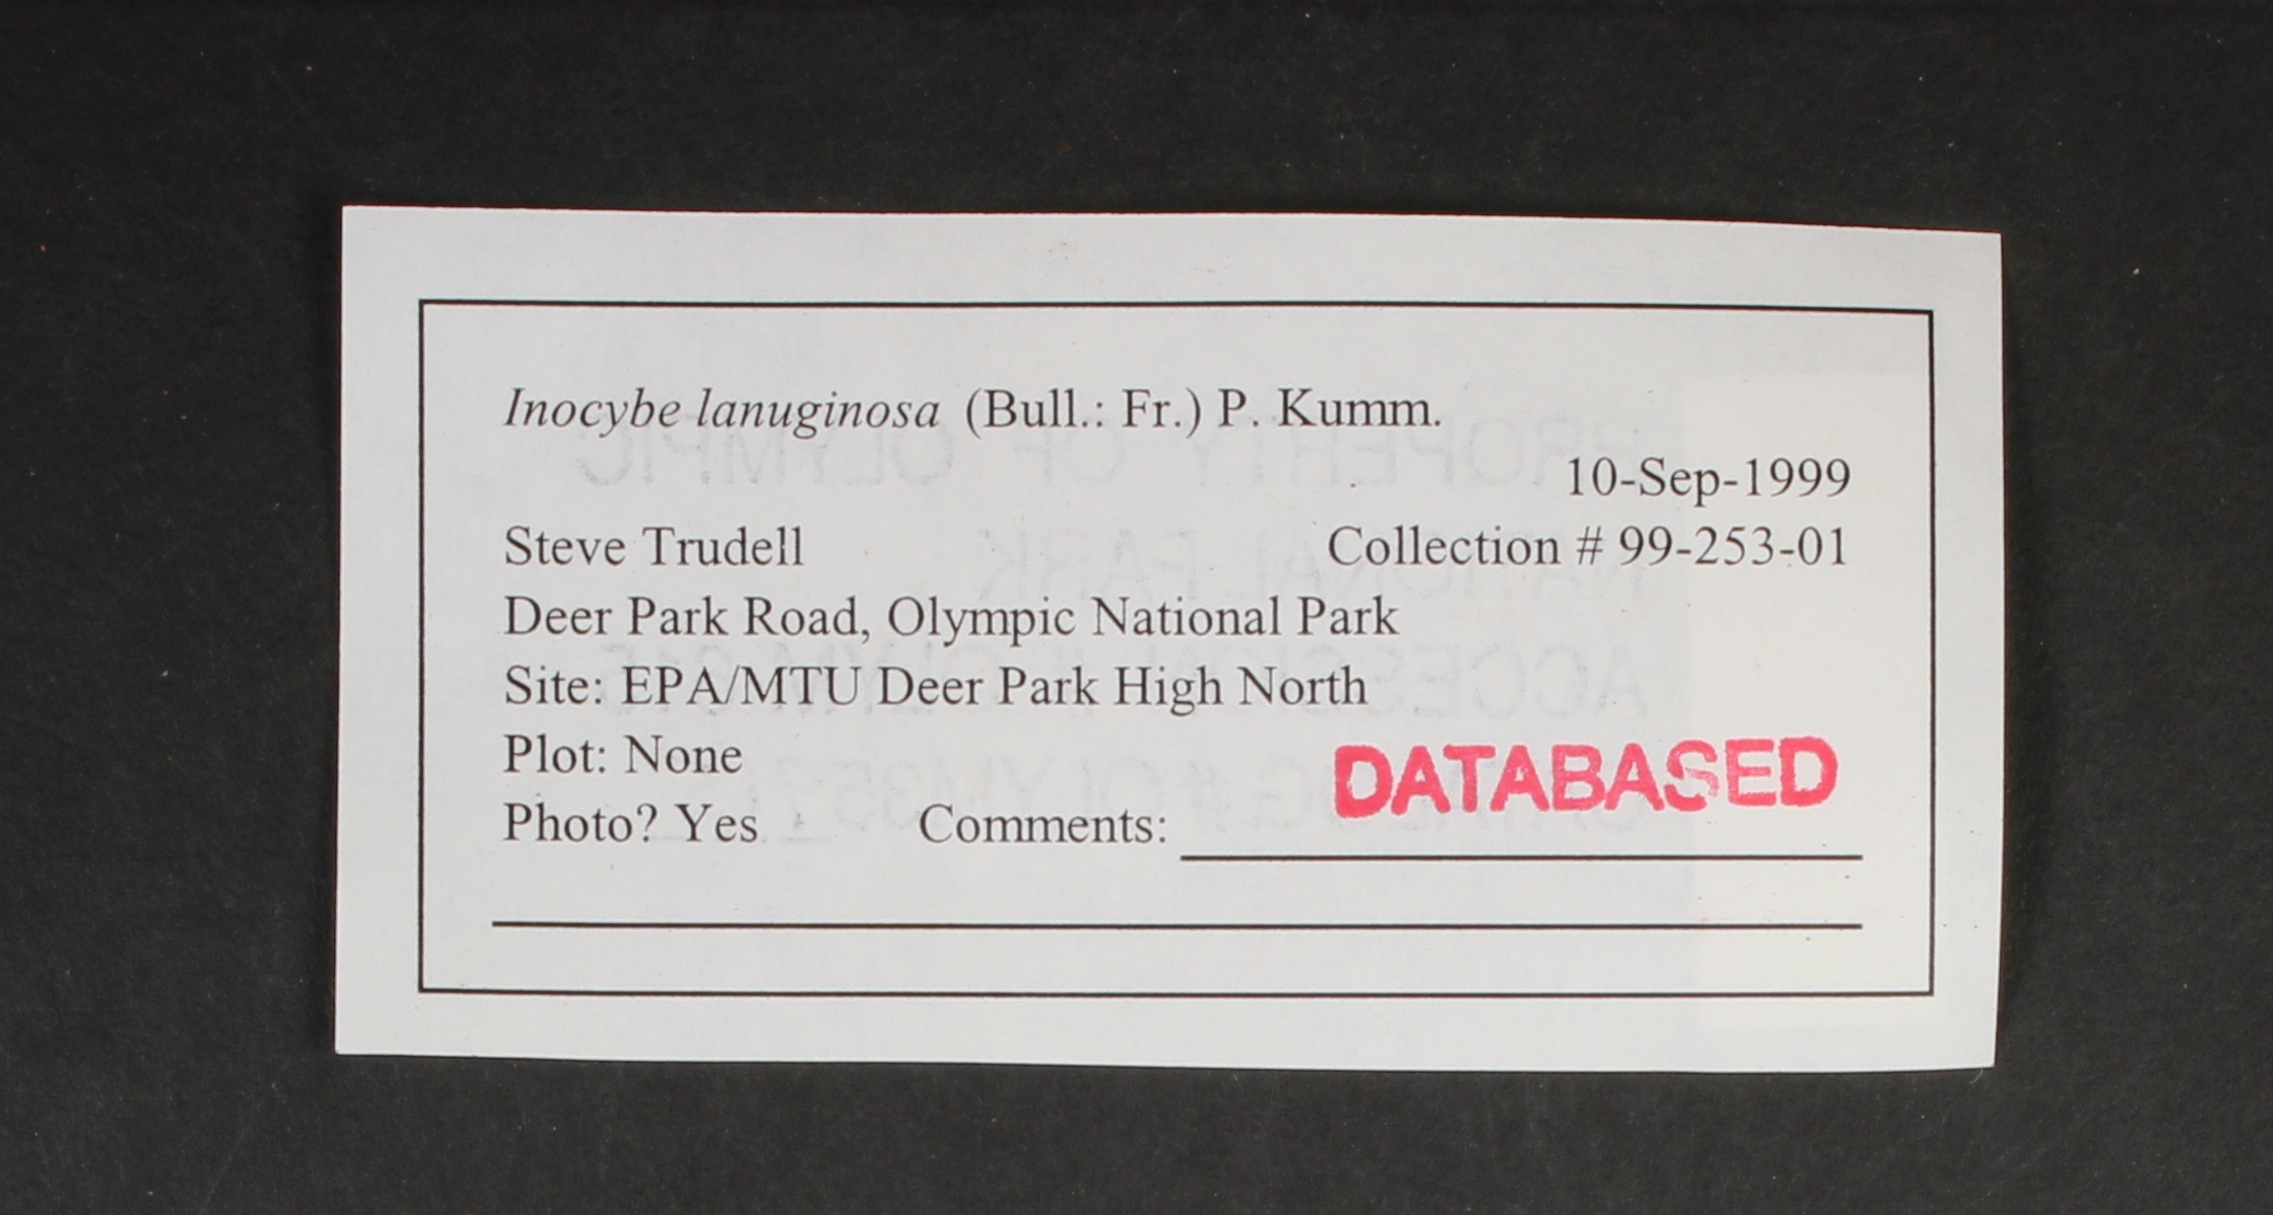 Inocybe lanuginosa (Bull.: Fr.) P. Kumm.
10-Sep-1999
Steve Trudell Collection # 99-253-01
Deer Park Road, Olympic National Park
Site: EPA/MTU Deer Park High North
Plot: None
DATABASED
Photo? Yes Comments: